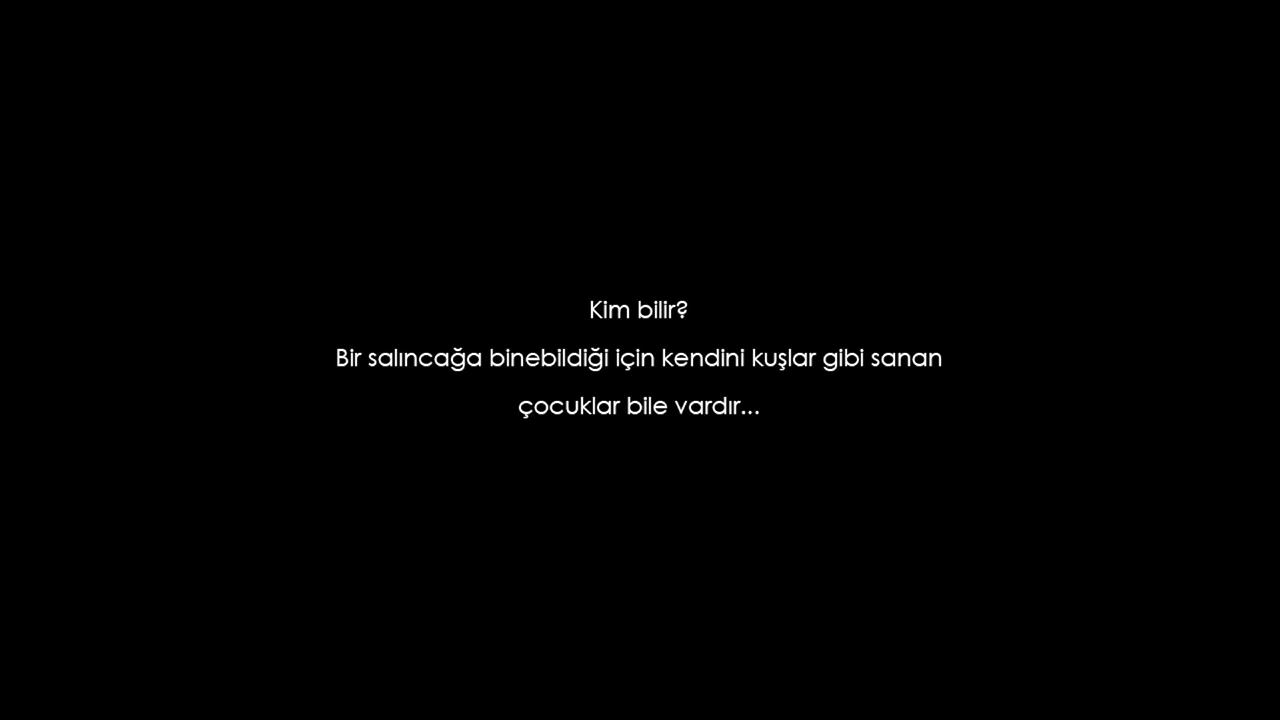 Kim bilir?
Bir salıncağa binebildiği için kendini kuşlar gibi sanan
çocuklar bile vardır...